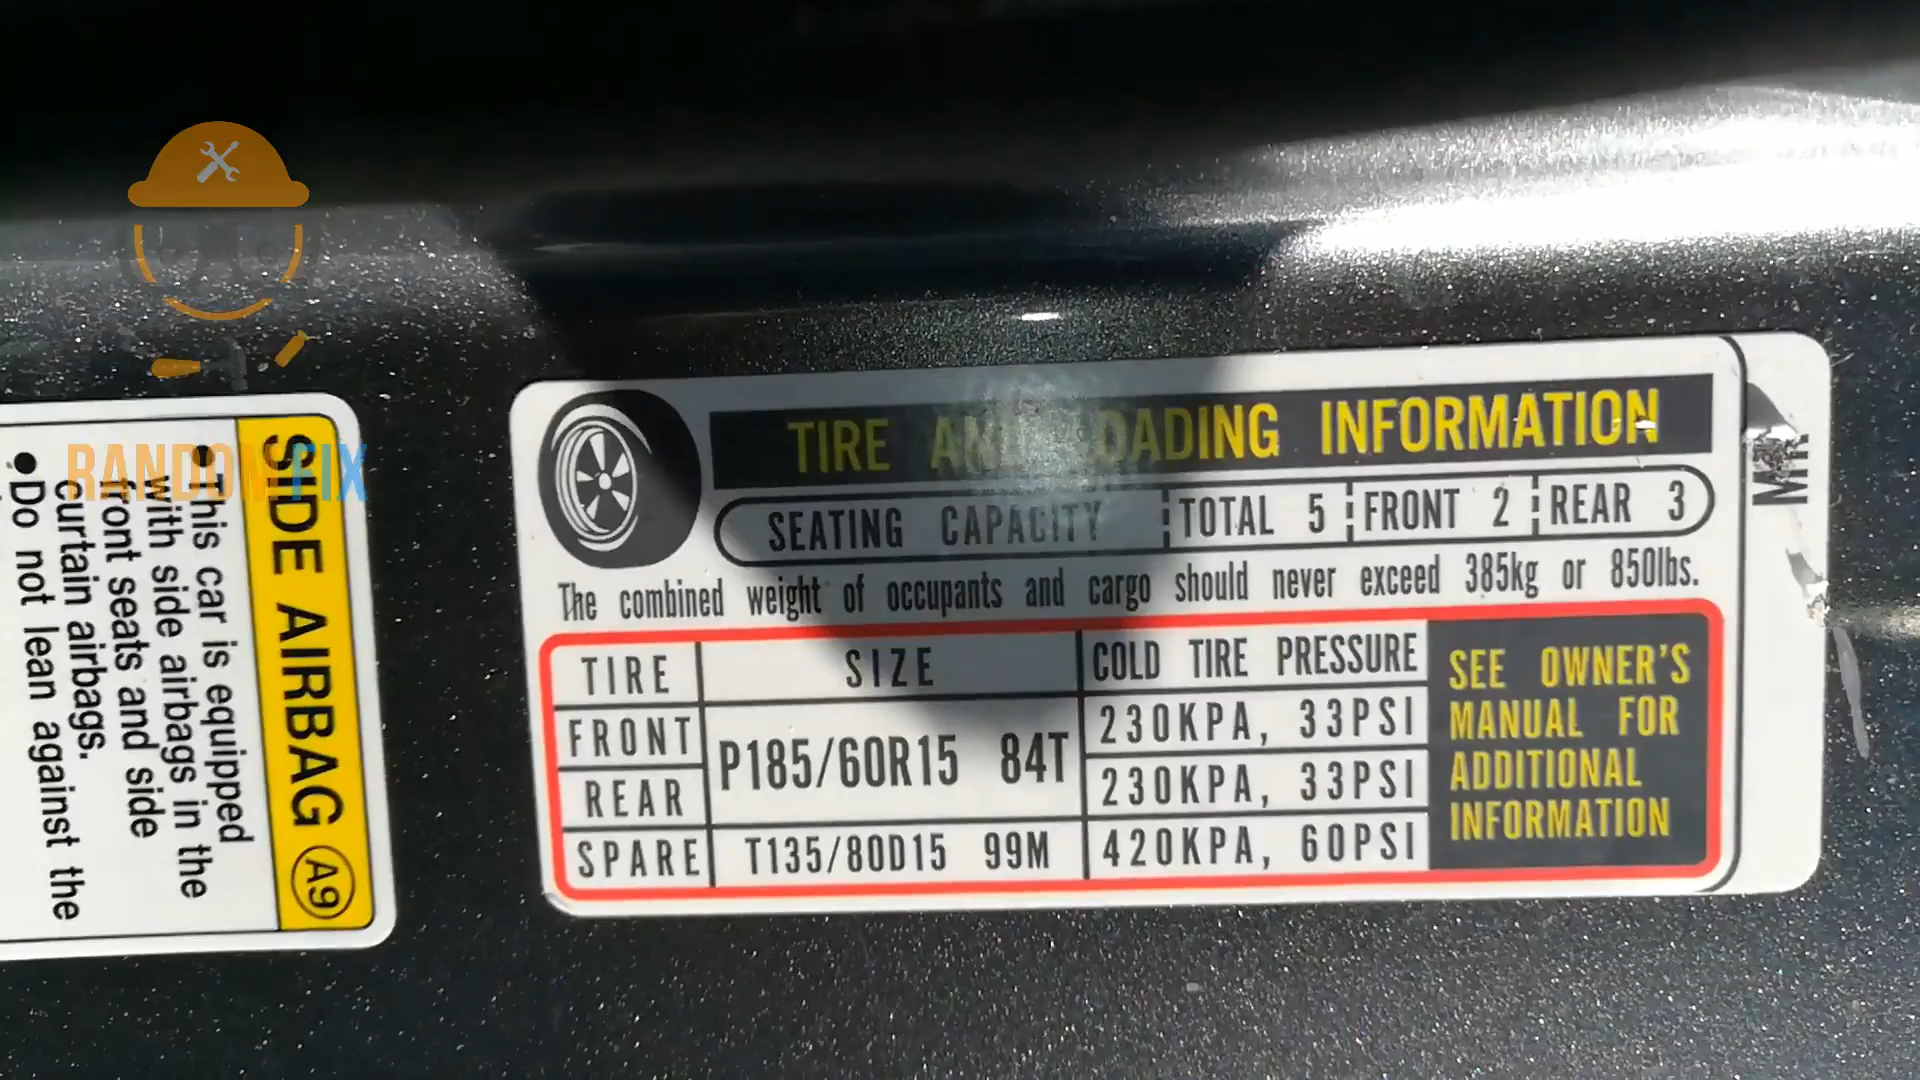 RANDOMFIX
SIDE AIRBAG A9
●This car is equipped
with side airbags in the
front seats and side
curtain airbags.
●Do not lean against the
TIRE AND LOADING INFORMATION
SEATING CAPACITY TOTAL 5 FRONT 2 REAR 3
The combined weight of occupants and cargo should never exceed 385kg or 850lbs.
TIRE SIZE COLD TIRE PRESSURE
FRONT P185/60R15 84T 230KPA, 33PSI
REAR 230KPA, 33PSI
SPARE T135/80D15 99M 420KPA, 60PSI
SEE OWNER'S
MANUAL FOR
ADDITIONAL
INFORMATION